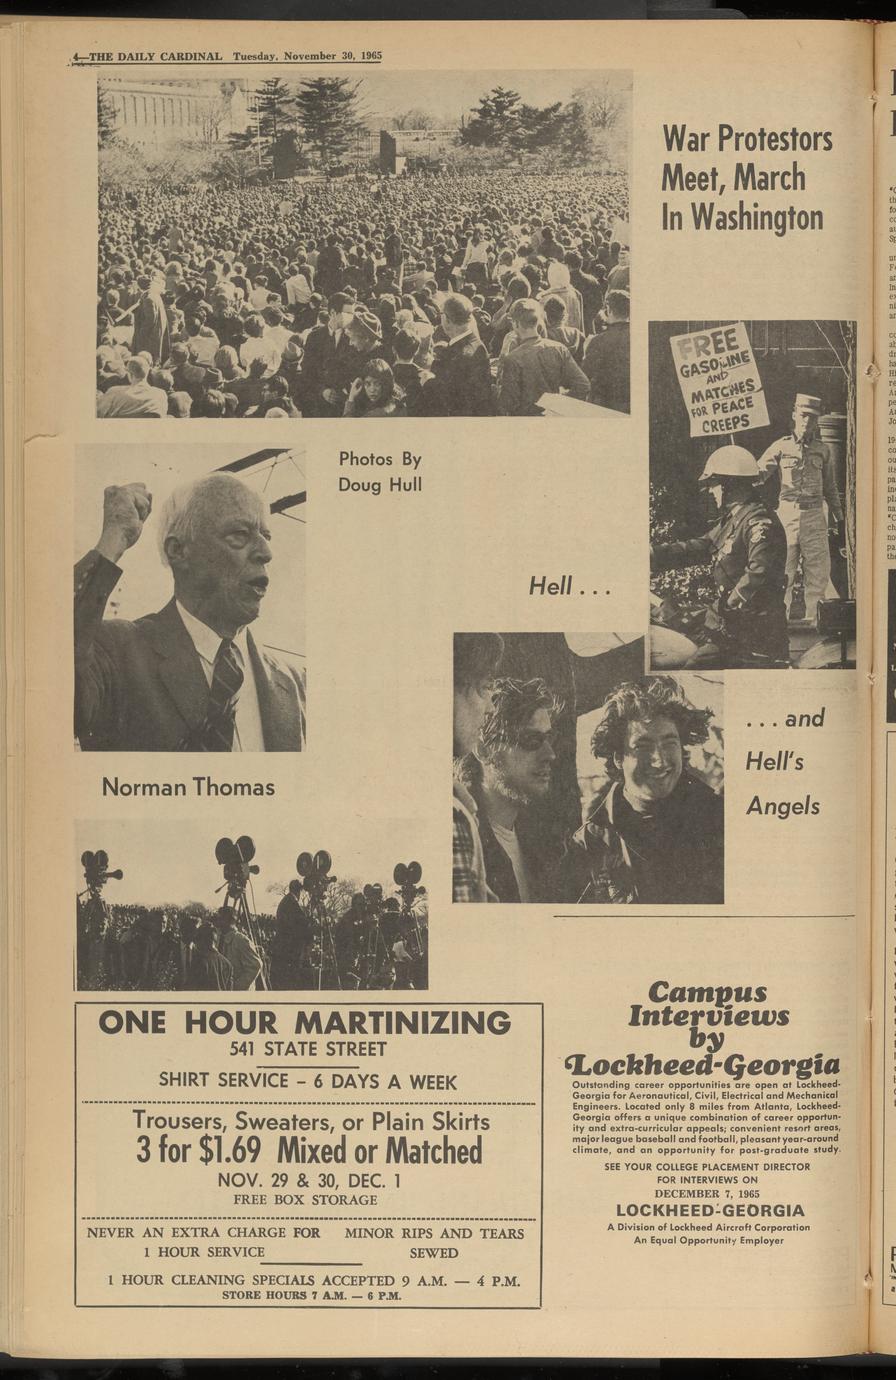 4—THE DAILY CARDINAL Tuesday, November 30, 1965
War Protestors
Meet, March
In Washington
FREE
GASOLINE
AND
MATCHES
FOR PEACE
CREEPS
Photos By
Doug Hull
Hell . . .
. . . and
Hell's
Angels
Norman Thomas
ONE HOUR MARTINIZING
541 STATE STREET
SHIRT SERVICE – 6 DAYS A WEEK
Trousers, Sweaters, or Plain Skirts
3 for $1.69 Mixed or Matched
NOV. 29 & 30, DEC. 1
FREE BOX STORAGE
NEVER AN EXTRA CHARGE FOR
1 HOUR SERVICE
MINOR RIPS AND TEARS
SEWED
1 HOUR CLEANING SPECIALS ACCEPTED 9 A.M. — 4 P.M.
STORE HOURS 7 A.M. — 6 P.M.
Campus
Interviews
by
Lockheed-Georgia
Outstanding career opportunities are open at Lockheed-
Georgia for Aeronautical, Civil, Electrical and Mechanical
Engineers. Located only 8 miles from Atlanta, Lockheed-
Georgia offers a unique combination of career opportun-
ity and extra-curricular appeals; convenient resort areas,
major league baseball and football, pleasant year-around
climate, and an opportunity for post-graduate study.
SEE YOUR COLLEGE PLACEMENT DIRECTOR
FOR INTERVIEWS ON
DECEMBER 7, 1965
LOCKHEED-GEORGIA
A Division of Lockheed Aircraft Corporation
An Equal Opportunity Employer